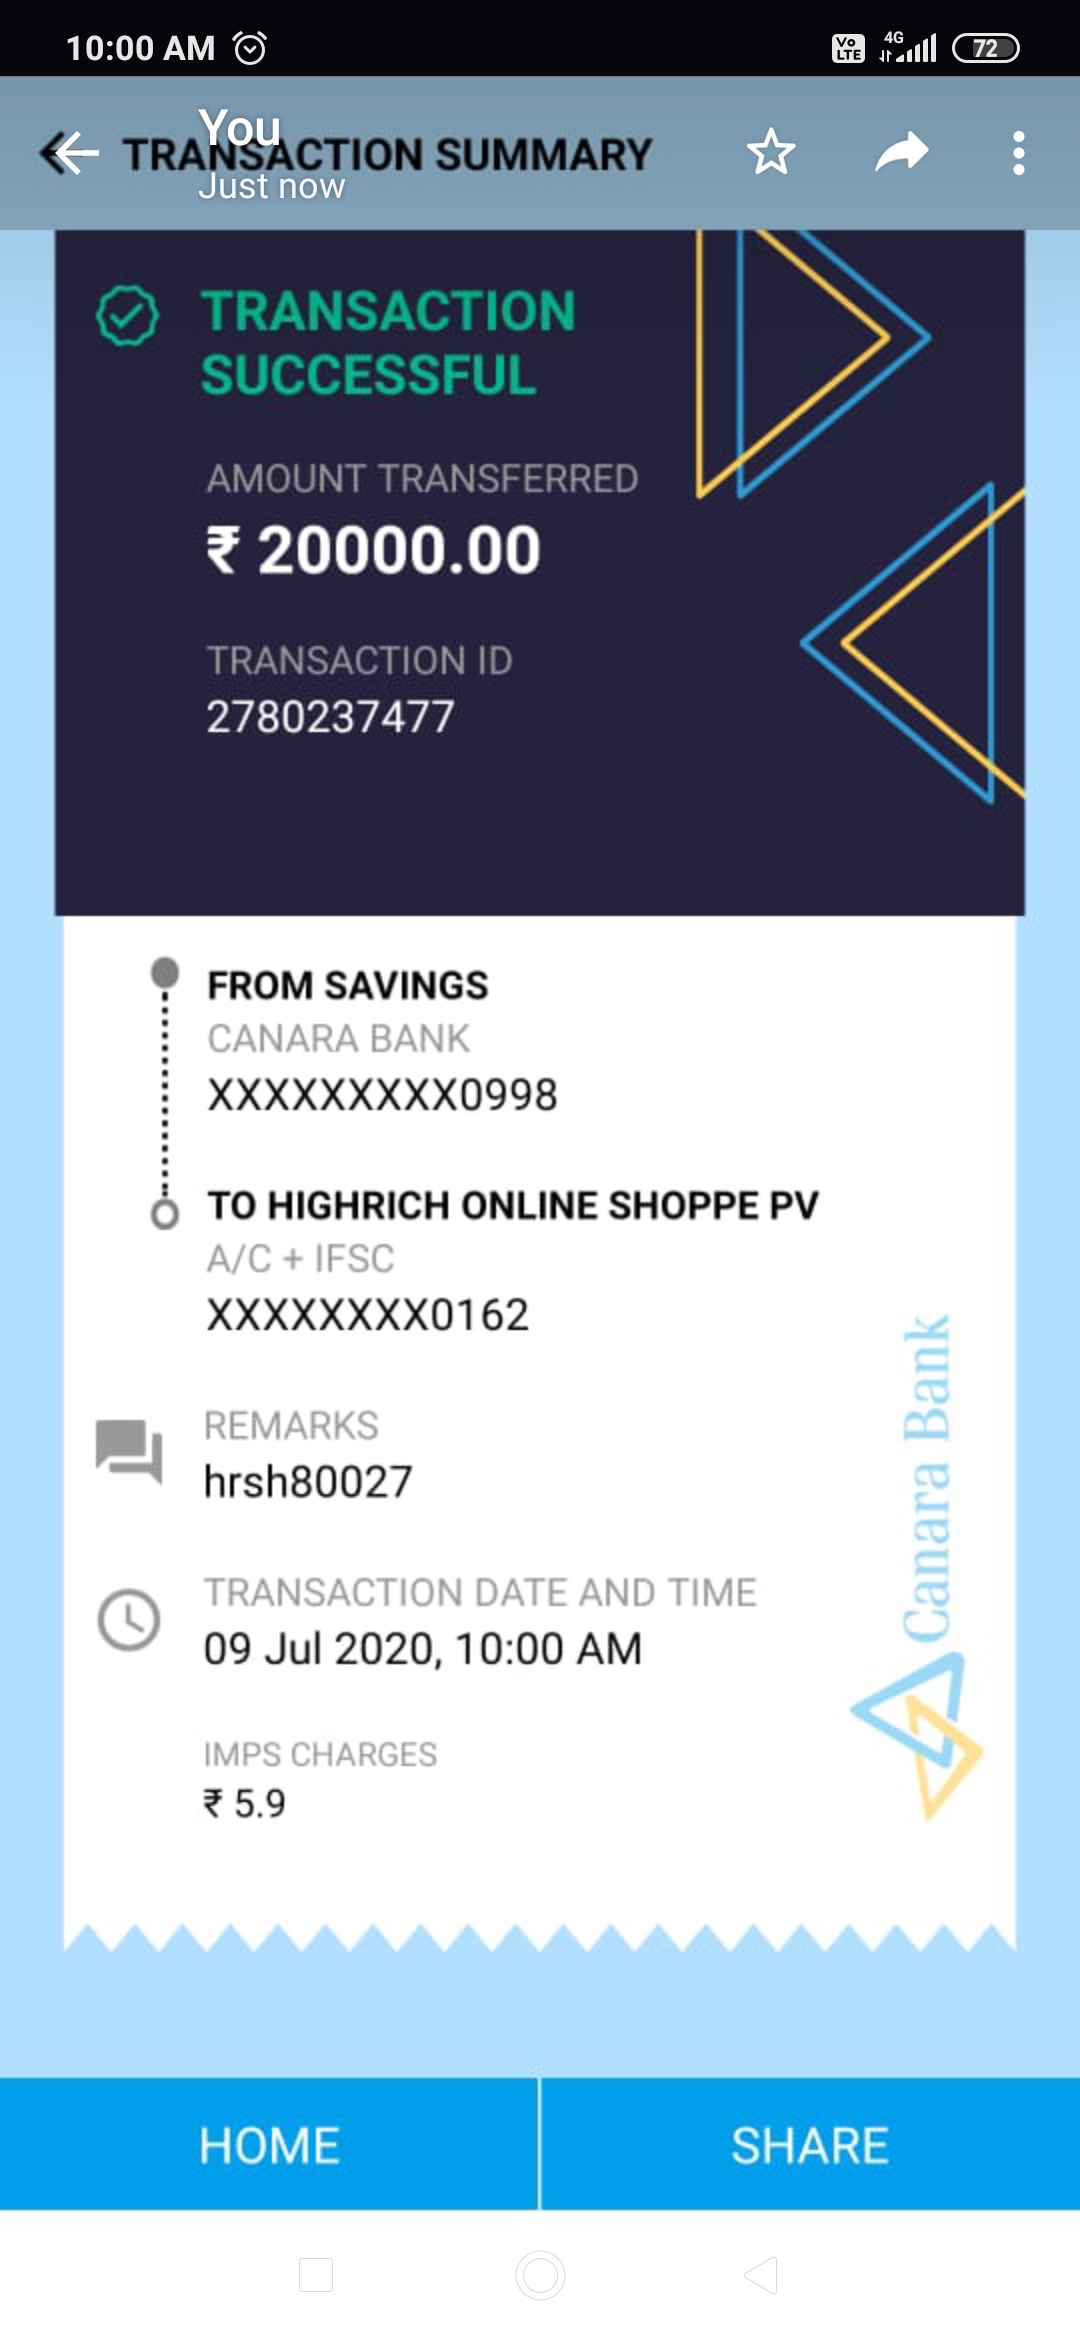 10:00 AM
Vo LTE 4G 72
You
TRANSACTION SUMMARY
Just now
TRANSACTION
SUCCESSFUL
AMOUNT TRANSFERRED
₹ 20000.00
TRANSACTION ID
2780237477
FROM SAVINGS
CANARA BANK
XXXXXXXXX0998
TO HIGHRICH ONLINE SHOPPE PV
A/C + IFSC
XXXXXXXX0162
REMARKS
hrsh80027
TRANSACTION DATE AND TIME
09 Jul 2020, 10:00 AM
IMPS CHARGES
₹ 5.9
Canara Bank
HOME
SHARE